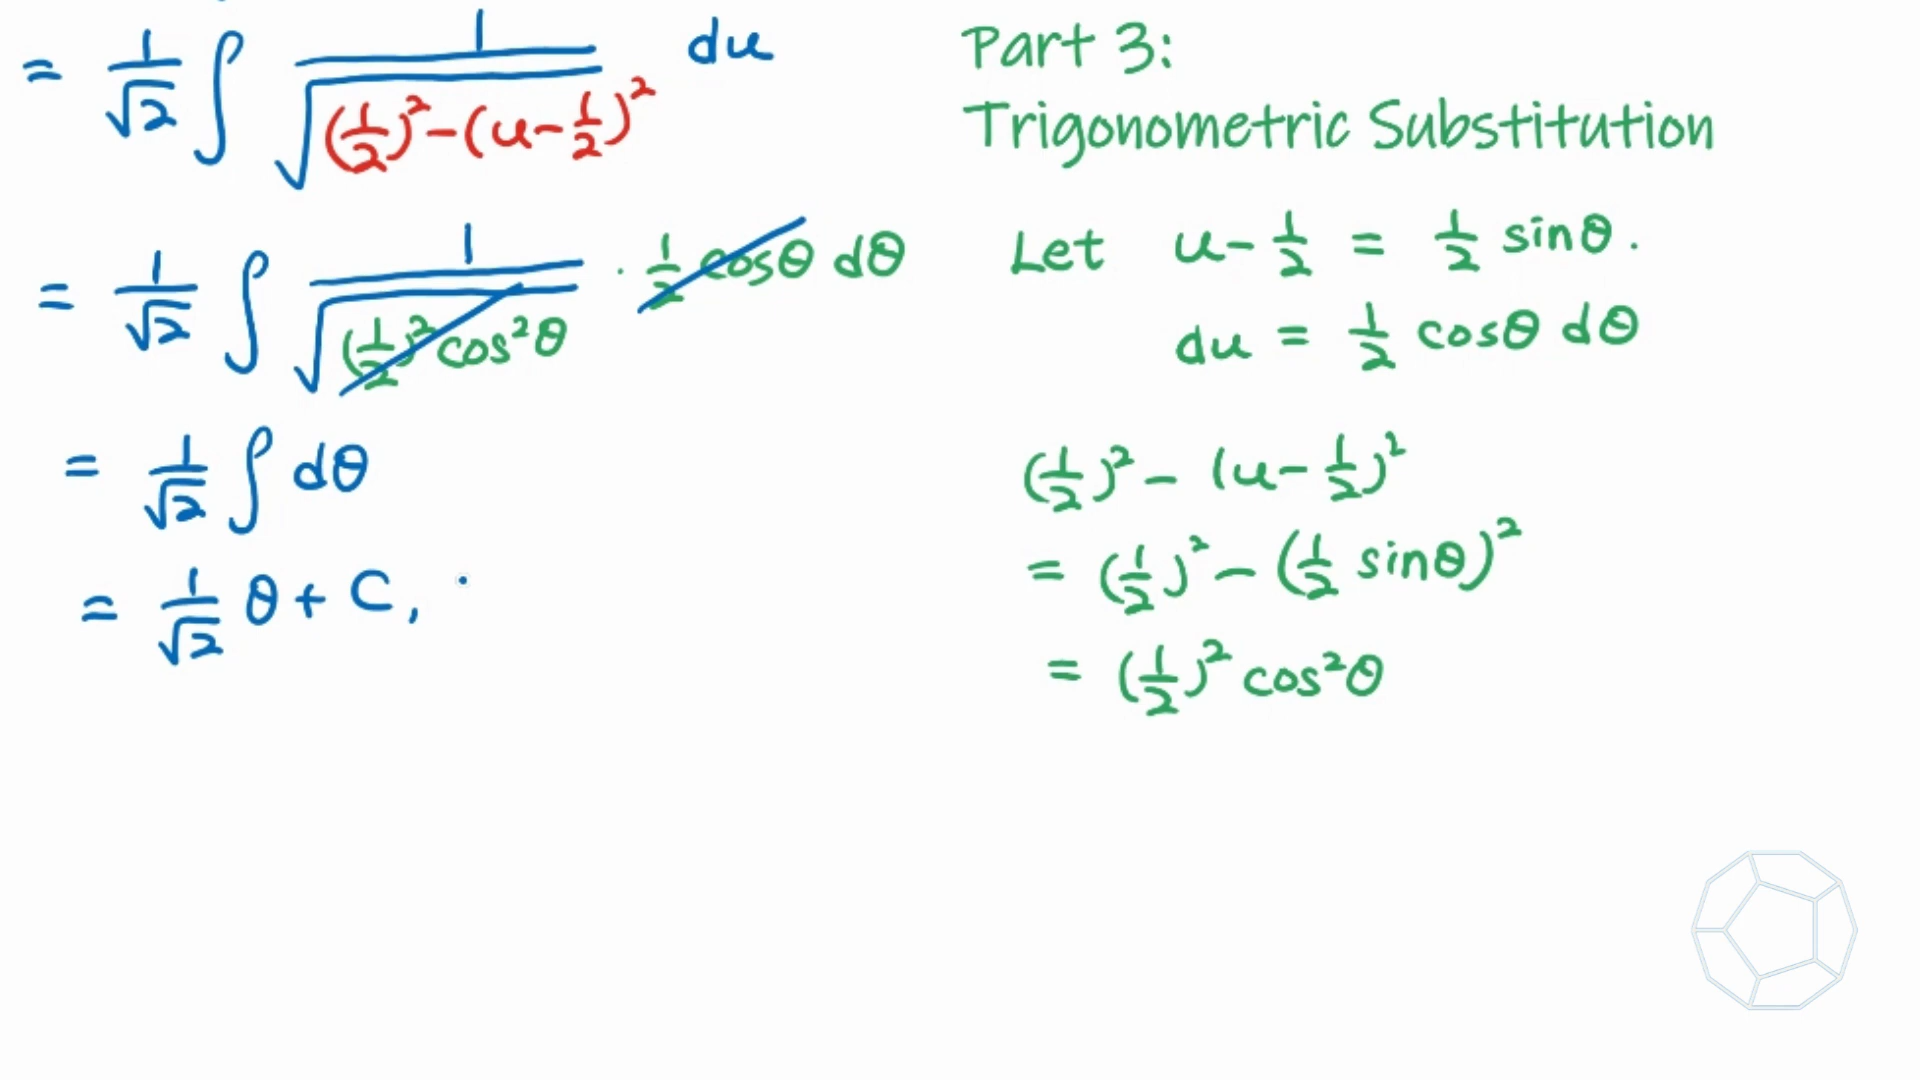 = 1/√2 ∫ 1/√((1/2)² - (u - 1/2)²) du
= 1/√2 ∫ 1/√((1/2)² cos²θ) · 1/2 cosθ dθ
= 1/√2 ∫ dθ
= 1/√2 θ + C,
Part 3:
Trigonometric Substitution
Let u - 1/2 = 1/2 sinθ.
du = 1/2 cosθ dθ
(1/2)² - (u - 1/2)²
= (1/2)² - (1/2 sinθ)²
= (1/2)² cos²θ